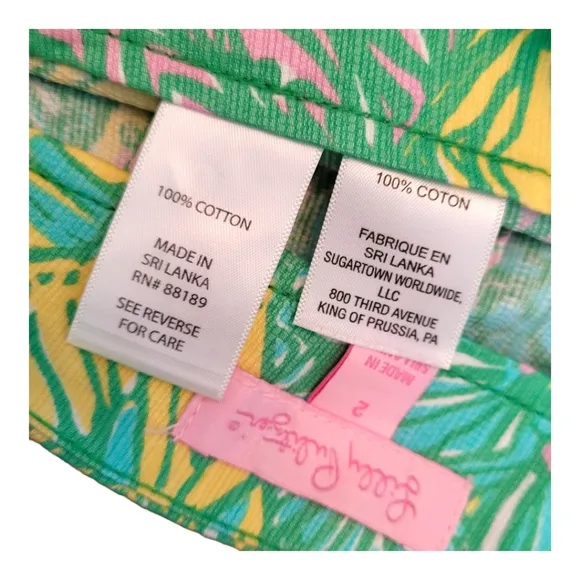 100% COTTON
MADE IN
SRI LANKA
RN# 88189
SEE REVERSE
FOR CARE
100% COTON
FABRIQUE EN
SRI LANKA
SUGARTOWN WORLDWIDE,
LLC
800 THIRD AVENUE
KING OF PRUSSIA, PA
MADE IN
2
Lilly Pulitzer